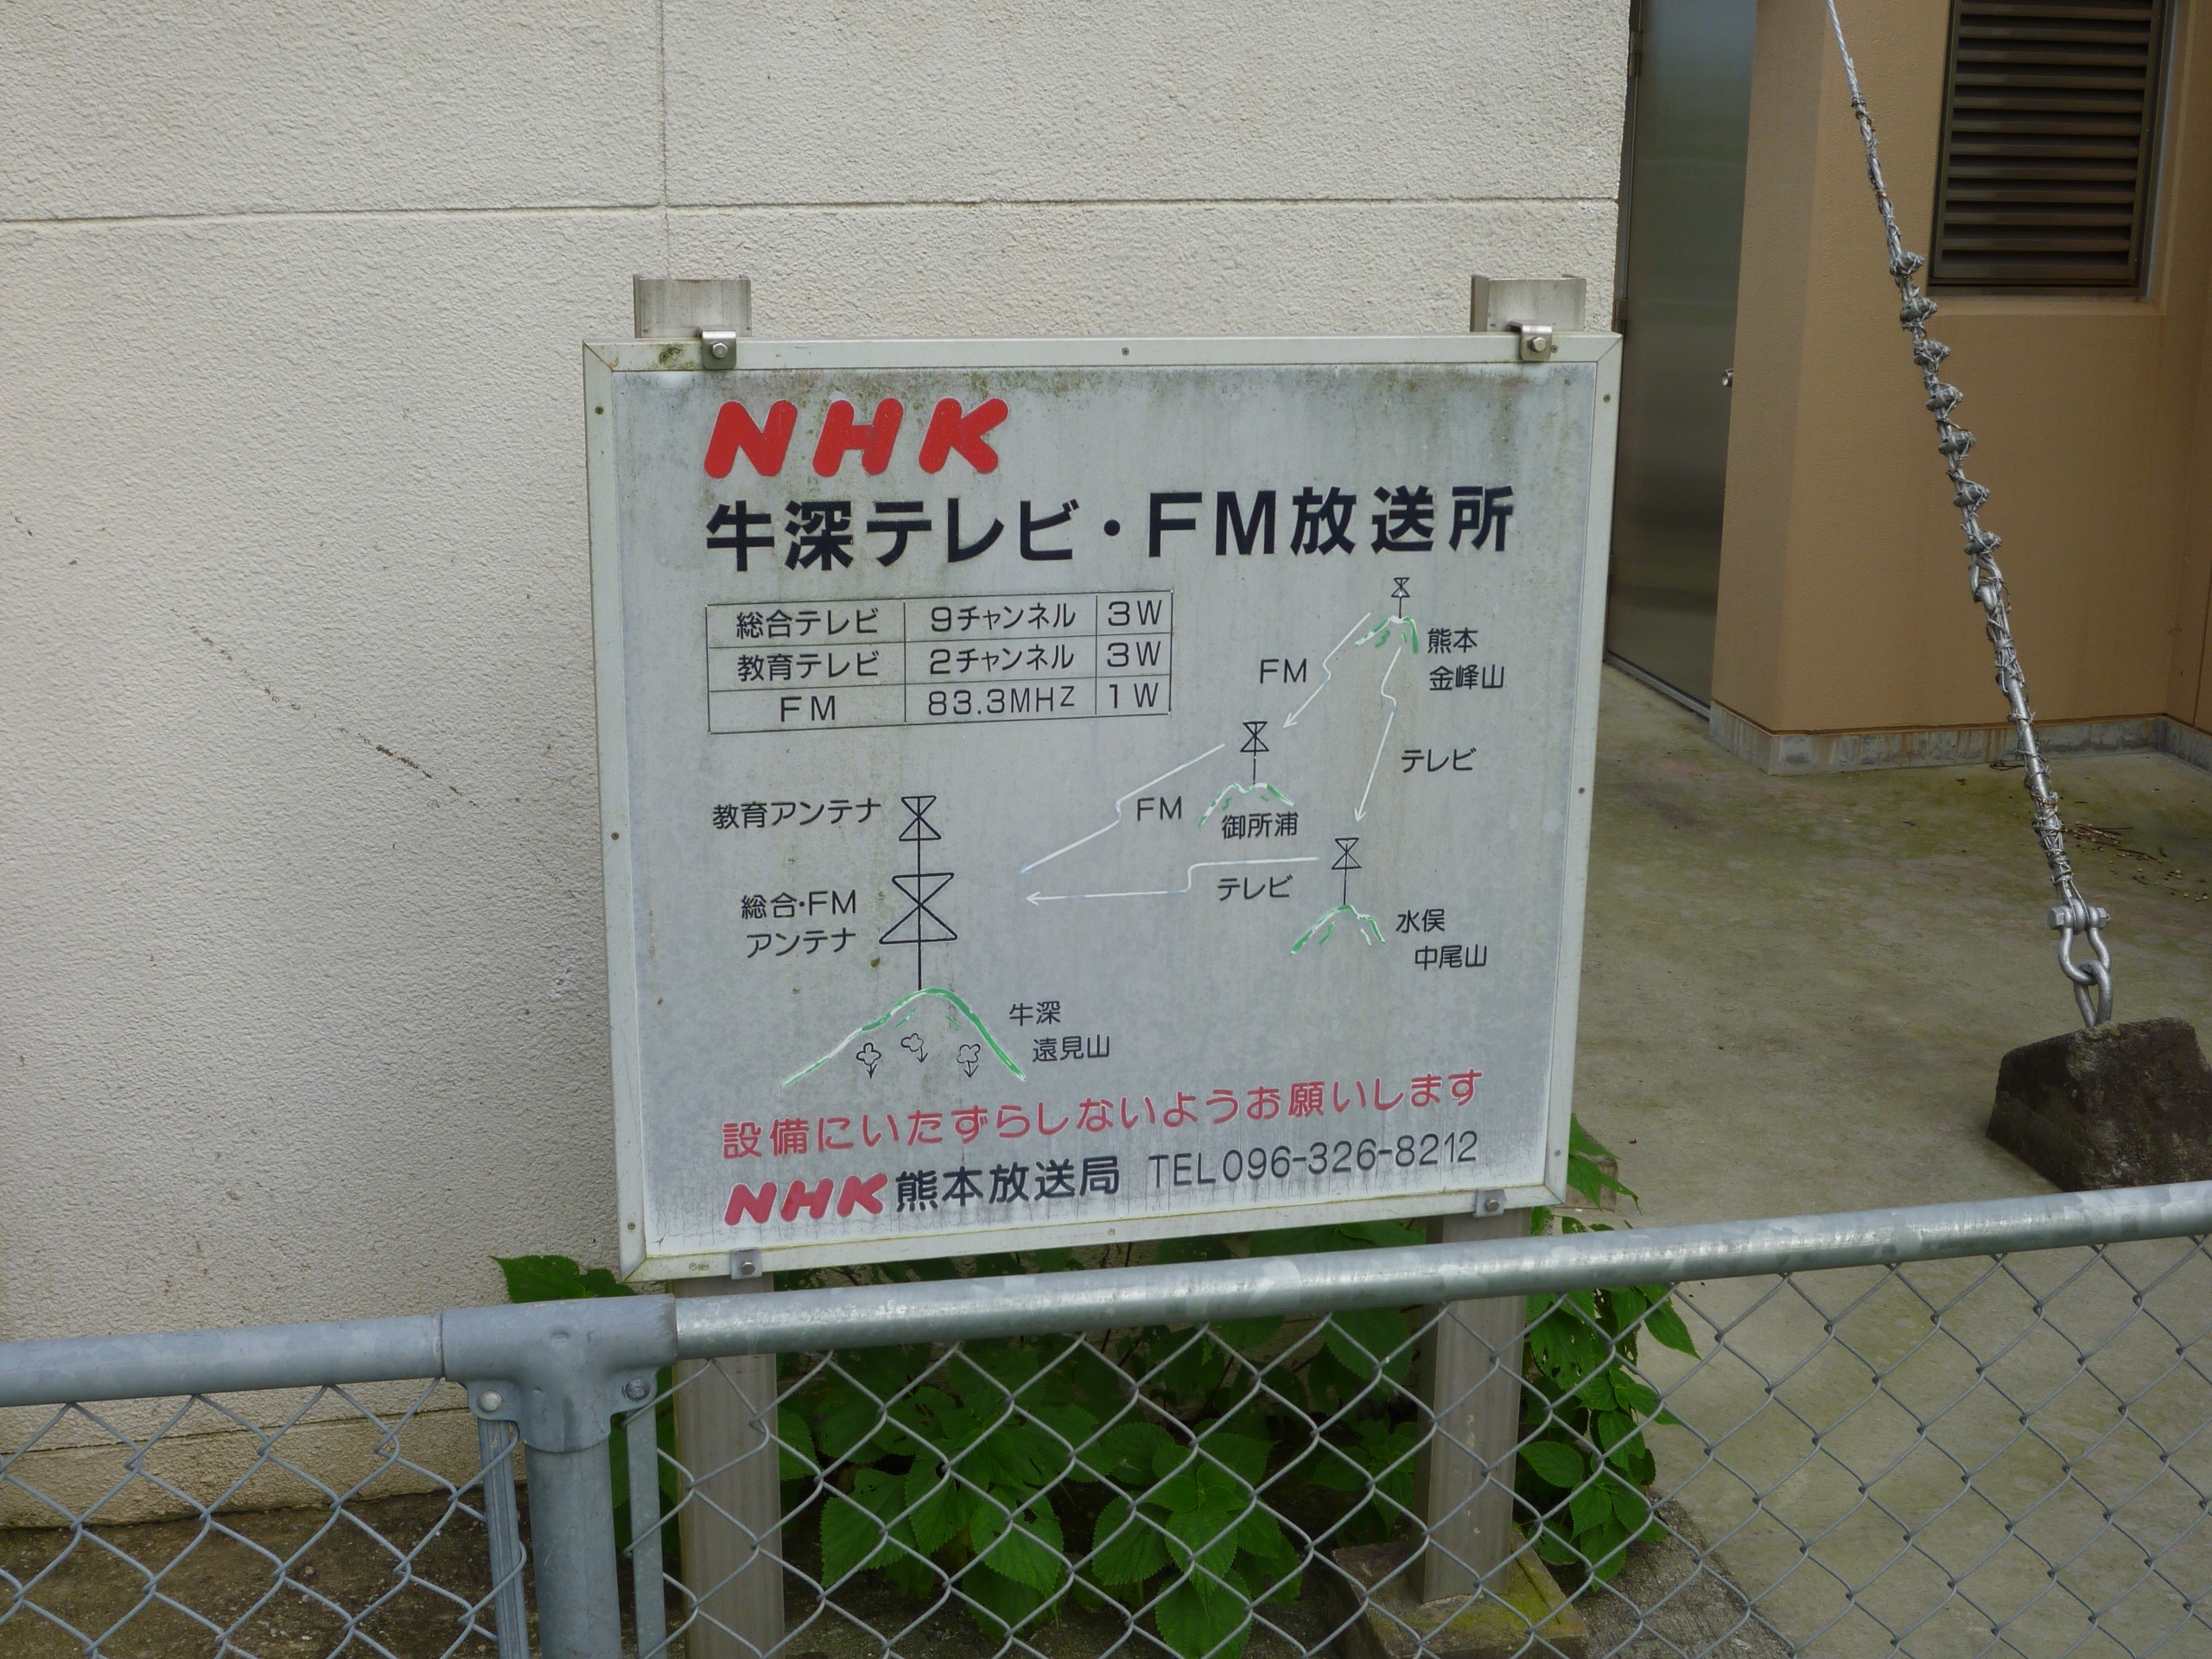 NHK
牛深テレビ・FM放送所
総合テレビ 9チャンネル 3W
教育テレビ 2チャンネル 3W
FM 83.3MHZ 1W
熊本
金峰山
FM
テレビ
御所浦
FM
テレビ
水俣
中尾山
教育アンテナ
総合・FM
アンテナ
牛深
遠見山
設備にいたずらしないようお願いします
NHK熊本放送局 TEL096-326-8212